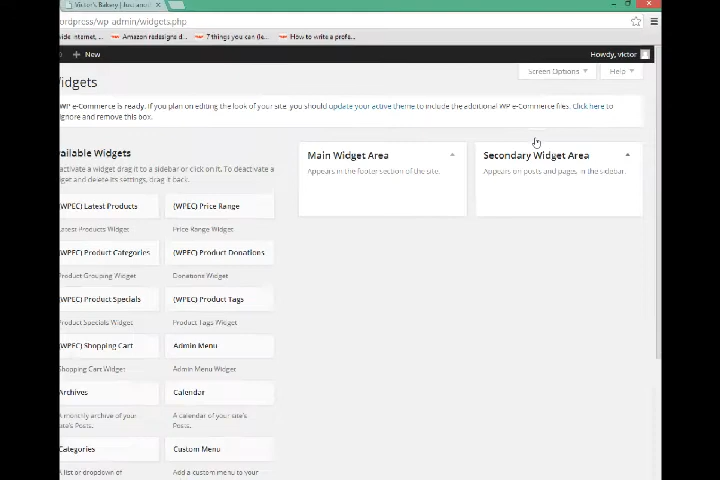 Victor's Bakery | Just anoth
ordpress/wp-admin/widgets.php
wide Internet, ...
Amazon redesigns d...
7 things you can (le...
How to write a profe...
New
Howdy, victor
Screen Options
Help
Widgets
WP e-Commerce is ready. If you plan on editing the look of your site, you should update your active theme to include the additional WP e-Commerce files. Click here to
ignore and remove this box.
Available Widgets
activate a widget drag it to a sidebar or click on it. To deactivate a
widget and delete its settings, drag it back.
Main Widget Area
Appears in the footer section of the site.
Secondary Widget Area
Appears on posts and pages in the sidebar.
(WPEC) Latest Products
(WPEC) Price Range
Latest Products Widget
Price Range Widget
(WPEC) Product Categories
(WPEC) Product Donations
Product Grouping Widget
Donations Widget
(WPEC) Product Specials
(WPEC) Product Tags
Product Specials Widget
Product Tags Widget
(WPEC) Shopping Cart
Admin Menu
Shopping Cart Widget
Admin Menu Widget
Archives
Calendar
A monthly archive of your
site's Posts.
A calendar of your site's
Posts.
Categories
Custom Menu
A list or dropdown of
Add a custom menu to your